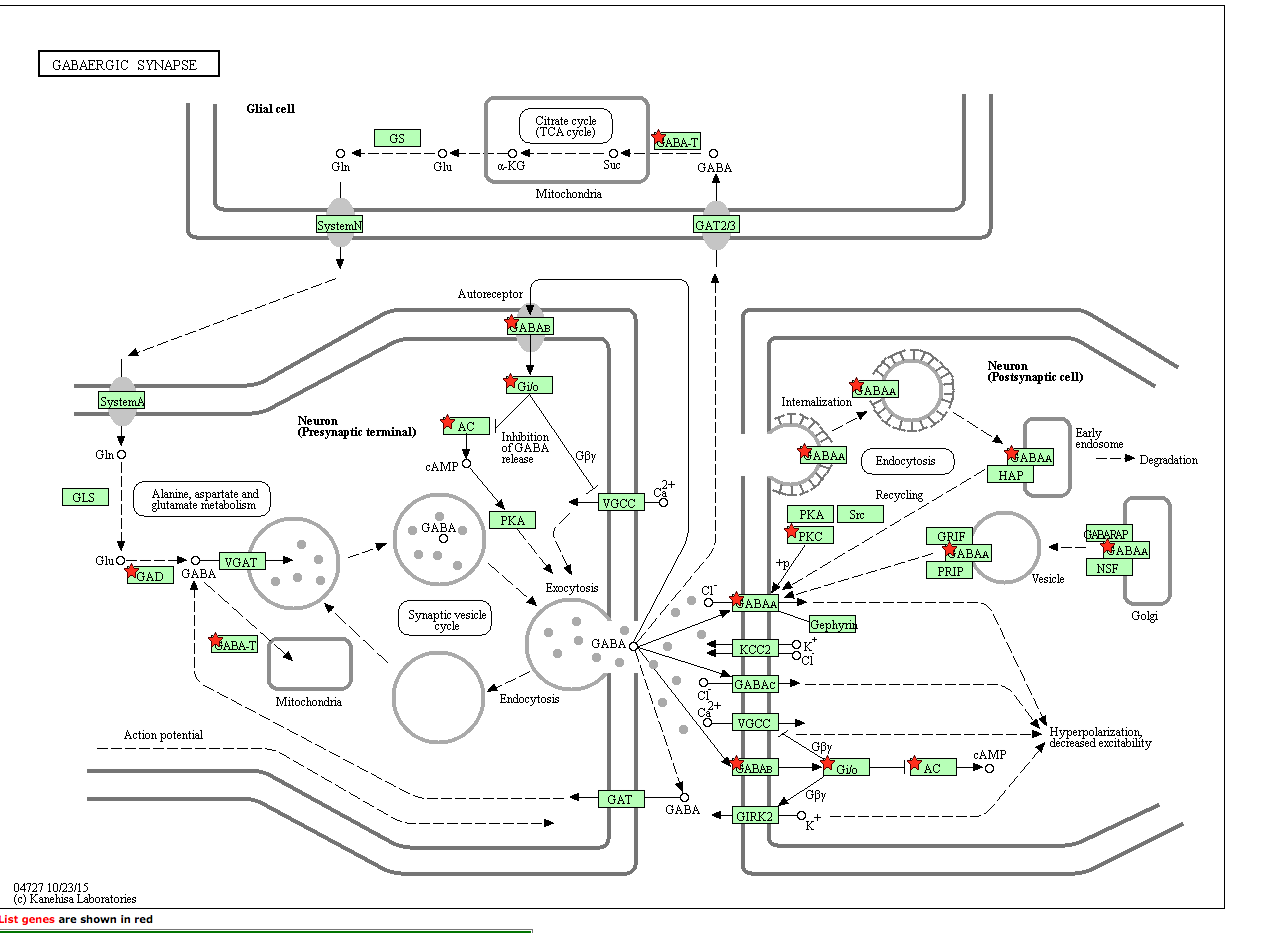 GABAERGIC SYNAPSE
Glial cell
Citrate cycle
(TCA cycle)
GS
GABA-T
Gln
Glu
α-KG
Suc
GABA
Mitochondria
SystemN
GAT2/3
Autoreceptor
GABAB
Gi/o
SystemA
Neuron
(Presynaptic terminal)
AC
Inhibition
of GABA
release
Gβγ
cAMP
Gln
GLS
Alanine, aspartate and
glutamate metabolism
PKA
VGCC
Ca2+
GABA
Glu
GAD
GABA
VGAT
Exocytosis
Synaptic vesicle
cycle
GABA-T
Mitochondria
GABA
Endocytosis
Action potential
GAT
GABA
Neuron
(Postsynaptic cell)
Internalization
GABAA
GABAA
Endocytosis
GABAA
HAP
Early
endosome
Degradation
Recycling
PKA
Src
PKC
+p
GRIF
GABAA
PRIP
Vesicle
GABARAP
GABAA
NSF
Golgi
Cl-
GABAA
Gephyrin
KCC2
K+
Cl-
GABAC
Cl-
Ca2+
VGCC
Gβγ
GABAB
Gi/o
AC
cAMP
Hyperpolarization,
decreased excitability
Gβγ
GIRK2
K+
04727 10/23/15
(c) Kanehisa Laboratories
List genes are shown in red